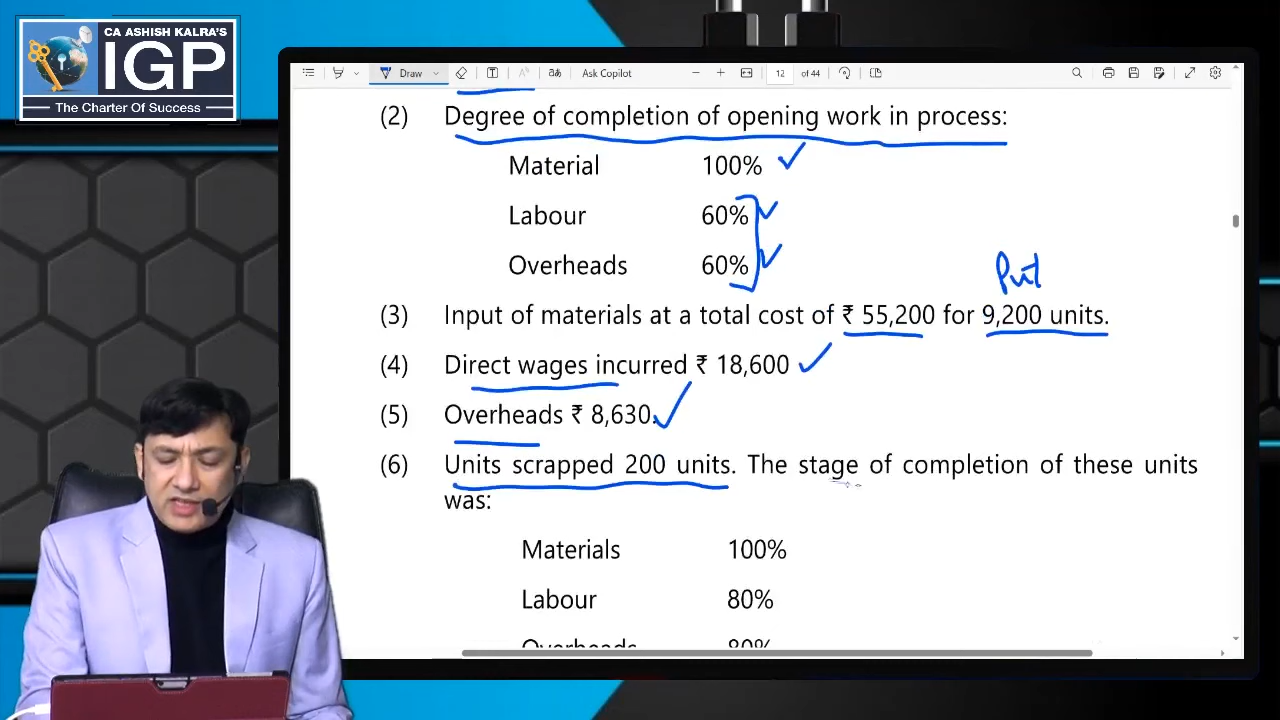 CA ASHISH KALRA'S
IGP
The Charter Of Success
Draw
Ask Copilot
12 of 44
(2) Degree of completion of opening work in process:
Material 100%
Labour 60%
Overheads 60%
Put
(3) Input of materials at a total cost of ₹ 55,200 for 9,200 units.
(4) Direct wages incurred ₹ 18,600
(5) Overheads ₹ 8,630.
(6) Units scrapped 200 units. The stage of completion of these units
was:
Materials 100%
Labour 80%
Overheads 80%